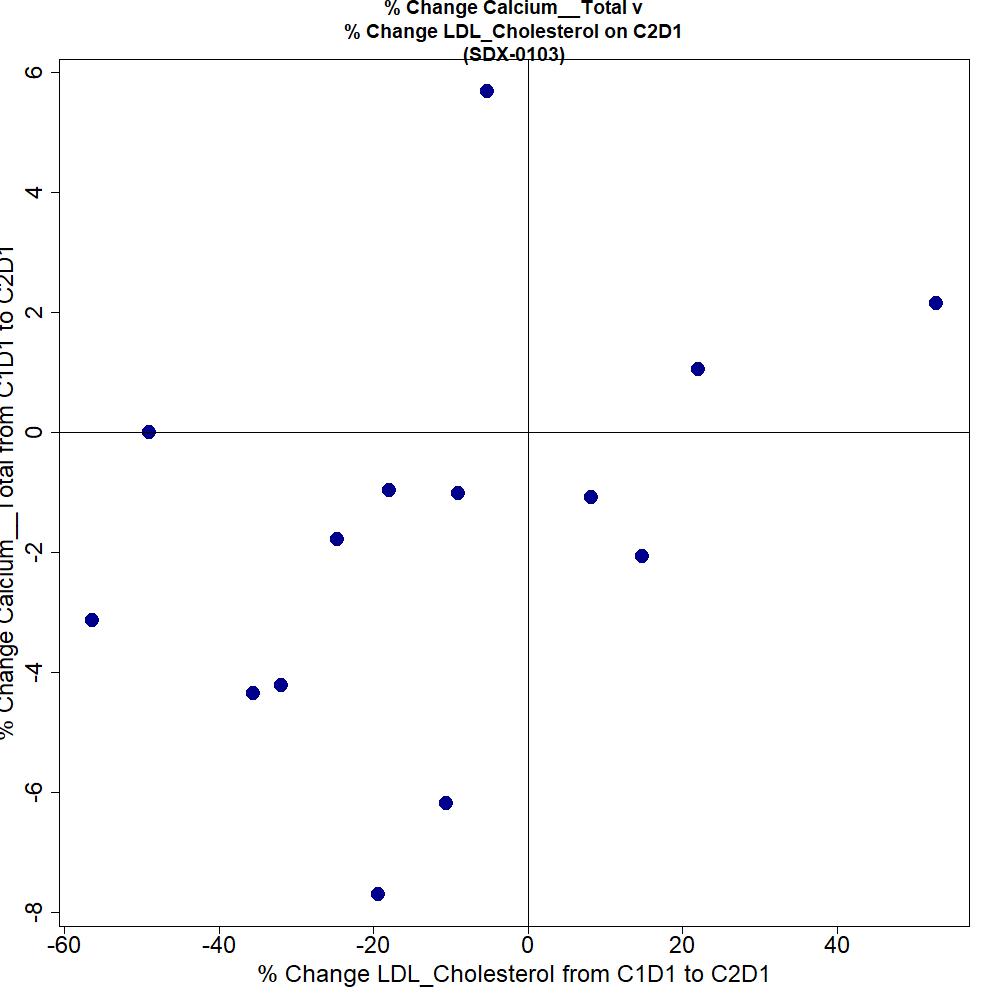 % Change Calcium__Total v
% Change LDL_Cholesterol on C2D1
(SDX-0103)
% Change Calcium__Total from C1D1 to C2D1
6
4
2
0
-2
-4
-6
-8
-60
-40
-20
0
20
40
% Change LDL_Cholesterol from C1D1 to C2D1